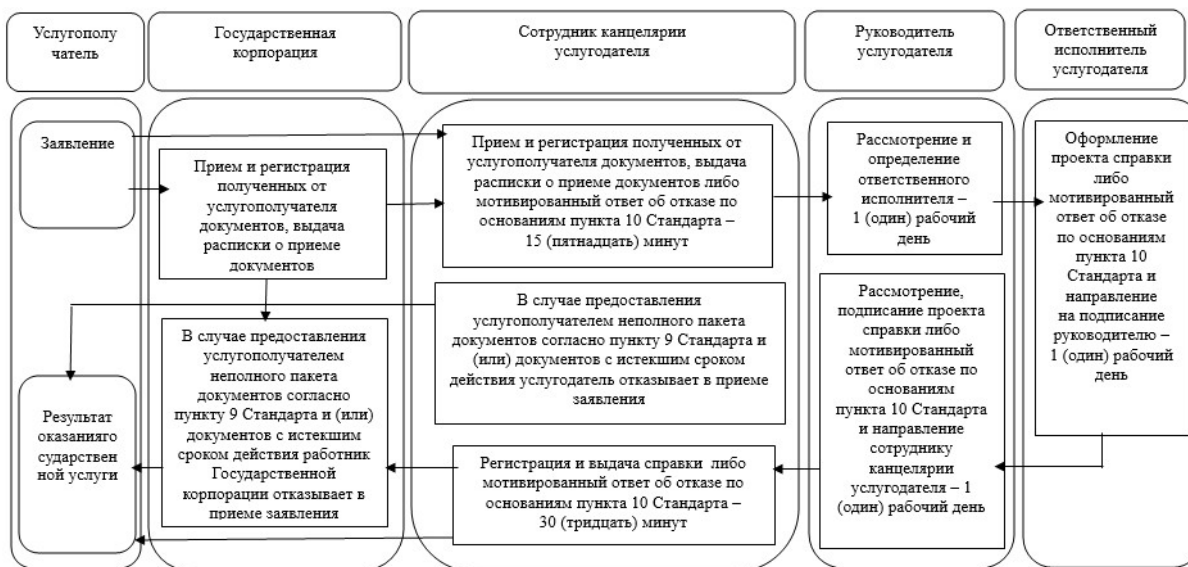 Услугополу
чатель
Государственная
корпорация
Сотрудник канцелярии
услугодателя
Руководитель
услугодателя
Ответственный
исполнитель
услугодателя
Заявление
Прием и регистрация
полученных от
услугополучателя
документов, выдача
расписки о приеме
документов
Прием и регистрация полученных от
услугополучателя документов, выдача
расписки о приеме документов либо
мотивированный ответ об отказе по
основаниям пункта 10 Стандарта –
15 (пятнадцать) минут
Рассмотрение и
определение
ответственного
исполнителя –
1 (один) рабочий
день
Оформление
проекта справки
либо
мотивированный
ответ об отказе
по основаниям
пункта 10
Стандарта и
направление
на подписание
руководителю –
1 (один) рабочий
день
В случае предоставления
услугополучателем неполного пакета
документов согласно пункту 9 Стандарта и
(или) документов с истекшим сроком
действия услугодатель отказывает в приеме
заявления
В случае предоставления
услугополучателем
неполного пакета
документов согласно
пункту 9 Стандарта и (или)
документов с истекшим
сроком действия работник
Государственной
корпорации отказывает в
приеме заявления
Рассмотрение,
подписание проекта
справки либо
мотивированный
ответ об отказе по
основаниям
пункта 10 Стандарта
и направление
сотруднику
канцелярии
услугодателя – 1
(один) рабочий день
Результат
оказанияго
сударствен
ной услуги
Регистрация и выдача справки либо
мотивированный ответ об отказе по
основаниям пункта 10 Стандарта –
30 (тридцать) минут